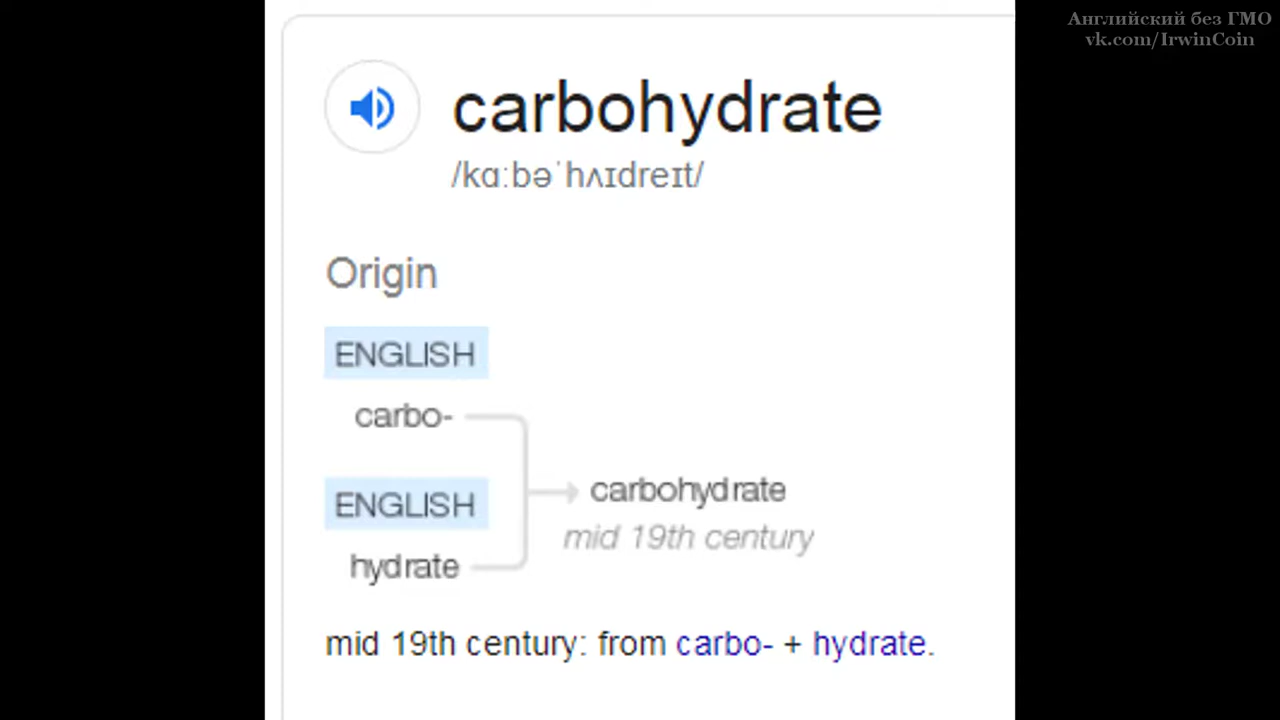 Английский без ГМО
vk.com/IrwinCoin
carbohydrate
/kɑːbəˈhʌɪdreɪt/
Origin
ENGLISH
carbo-
ENGLISH
hydrate
carbohydrate
mid 19th century
mid 19th century: from carbo- + hydrate.